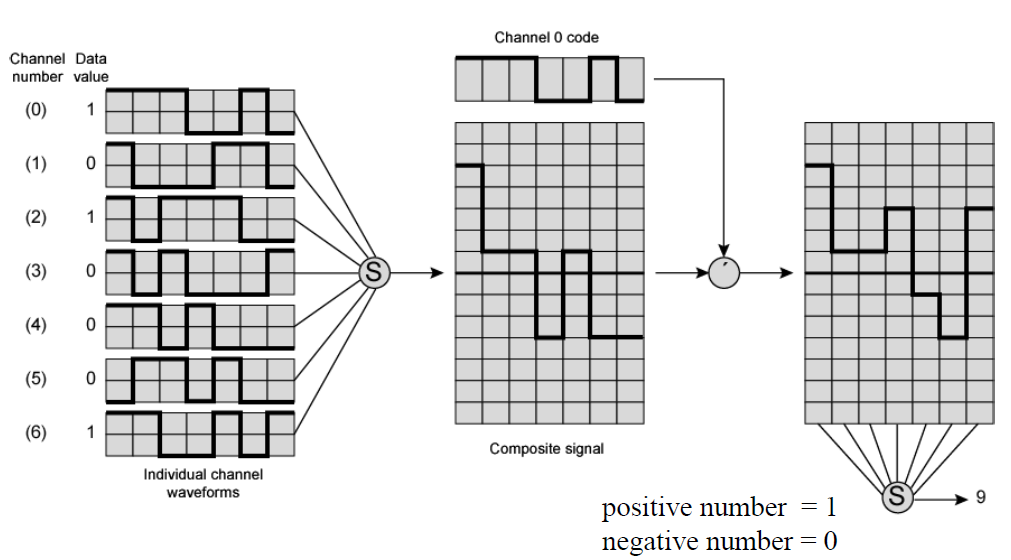 Channel 0 code
Channel Data
number value
(0) 1
(1) 0
(2) 1
(3) 0
(4) 0
(5) 0
(6) 1
S
´
Individual channel
waveforms
Composite signal
S 9
positive number = 1
negative number = 0